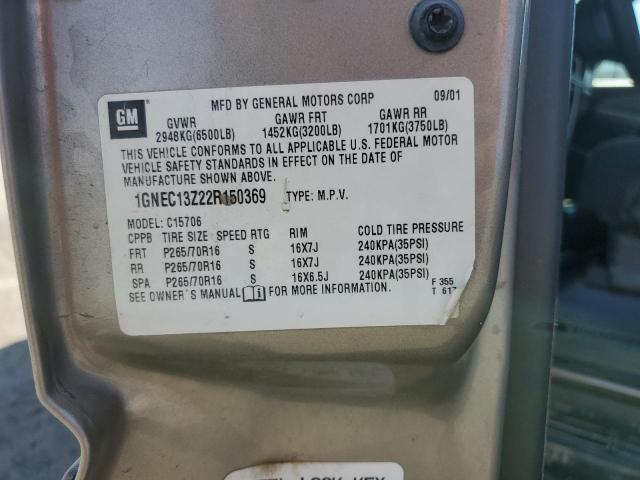 GM
MFD BY GENERAL MOTORS CORP 09/01
GVWR GAWR FRT GAWR RR
2948KG(6500LB) 1452KG(3200LB) 1701KG(3750LB)
THIS VEHICLE CONFORMS TO ALL APPLICABLE U.S. FEDERAL MOTOR
VEHICLE SAFETY STANDARDS IN EFFECT ON THE DATE OF
MANUFACTURE SHOWN ABOVE.
1GNEC13Z22R150369 TYPE: M.P.V.
MODEL: C15706
CPPB TIRE SIZE SPEED RTG RIM COLD TIRE PRESSURE
FRT P265/70R16 S 16X7J 240KPA(35PSI)
RR P265/70R16 S 16X7J 240KPA(35PSI)
SPA P265/70R16 S 16X6.5J 240KPA(35PSI)
SEE OWNER'S MANUAL FOR MORE INFORMATION.
F 355
T 617
LOCK KEY